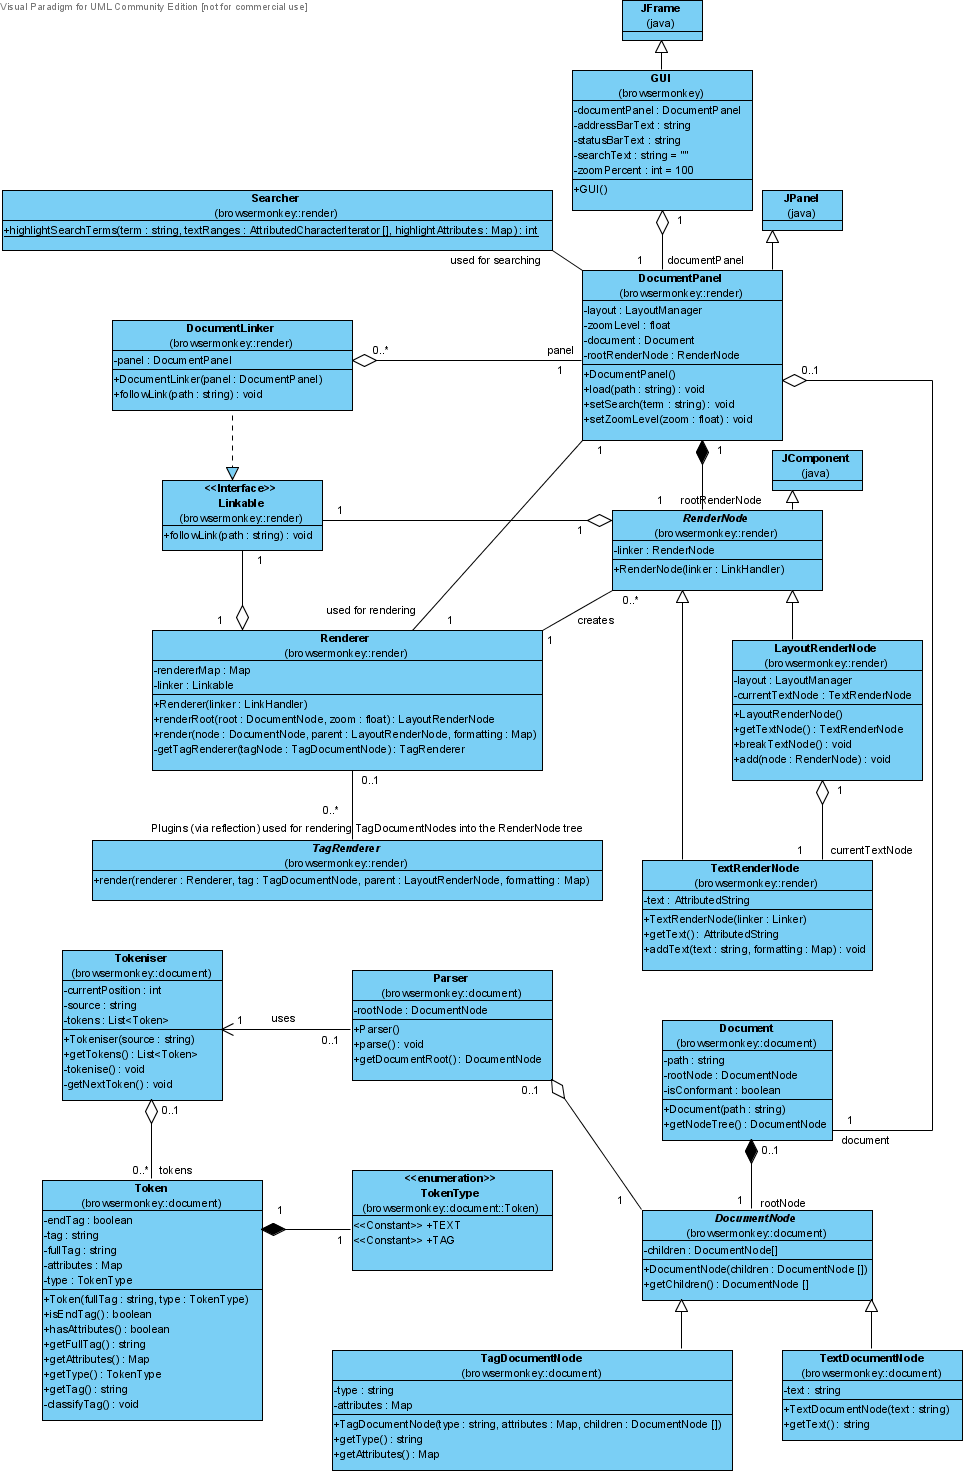 Visual Paradigm for UML Community Edition [not for commercial use]
JFrame
(java)
GUI
(browsermonkey)
-documentPanel : DocumentPanel
-addressBarText : string
-statusBarText : string
-searchText : string = ""
-zoomPercent : int = 100
+GUI()
1
1
documentPanel
Searcher
(browsermonkey::render)
+highlightSearchTerms(term : string, textRanges : AttributedCharacterIterator[], highlightAttributes : Map) : int
used for searching
JPanel
(java)
DocumentPanel
(browsermonkey::render)
-layout : LayoutManager
-zoomLevel : float
-document : Document
-rootRenderNode : RenderNode
+DocumentPanel()
+load(path : string) : void
+setSearch(term : string) : void
+setZoomLevel(zoom : float) : void
DocumentLinker
(browsermonkey::render)
-panel : DocumentPanel
+DocumentLinker(panel : DocumentPanel)
+followLink(path : string) : void
0..*
panel
1
0..1
1
1
1
rootRenderNode
JComponent
(java)
<<Interface>>
Linkable
(browsermonkey::render)
+followLink(path : string) : void
1
1
RenderNode
(browsermonkey::render)
-linker : RenderNode
+RenderNode(linker : LinkHandler)
1
1
used for rendering
1
0..*
creates
1
Renderer
(browsermonkey::render)
-rendererMap : Map
-linker : Linkable
+Renderer(linker : LinkHandler)
+renderRoot(root : DocumentNode, zoom : float) : LayoutRenderNode
+render(node : DocumentNode, parent : LayoutRenderNode, formatting : Map)
-getTagRenderer(tagNode : TagDocumentNode) : TagRenderer
LayoutRenderNode
(browsermonkey::render)
-layout : LayoutManager
-currentTextNode : TextRenderNode
+LayoutRenderNode()
+getTextNode() : TextRenderNode
+breakTextNode() : void
+add(node : RenderNode) : void
1
1
currentTextNode
0..1
0..*
Plugins (via reflection) used for rendering TagDocumentNodes into the RenderNode tree
TagRenderer
(browsermonkey::render)
+render(renderer : Renderer, tag : TagDocumentNode, parent : LayoutRenderNode, formatting : Map)
TextRenderNode
(browsermonkey::render)
-text : AttributedString
+TextRenderNode(linker : Linker)
+getText() : AttributedString
+addText(text : string, formatting : Map) : void
Tokeniser
(browsermonkey::document)
-currentPosition : int
-source : string
-tokens : List<Token>
+Tokeniser(source : string)
+getTokens() : List<Token>
-tokenise() : void
-getNextToken() : void
1
uses
0..1
Parser
(browsermonkey::document)
-rootNode : DocumentNode
+Parser()
+parse() : void
+getDocumentRoot() : DocumentNode
0..1
Document
(browsermonkey::document)
-path : string
-rootNode : DocumentNode
-isConformant : boolean
+Document(path : string)
+getNodeTree() : DocumentNode
1
document
0..1
1
rootNode
1
0..1
0..*
tokens
Token
(browsermonkey::document)
-endTag : boolean
-tag : string
-fullTag : string
-attributes : Map
-type : TokenType
+Token(fullTag : string, type : TokenType)
+isEndTag() : boolean
+hasAttributes() : boolean
+getFullTag() : string
+getAttributes() : Map
+getType() : TokenType
+getTag() : string
-classifyTag() : void
1
1
<<enumeration>>
TokenType
(browsermonkey::document::Token)
<<Constant>> +TEXT
<<Constant>> +TAG
DocumentNode
(browsermonkey::document)
-children : DocumentNode[]
+DocumentNode(children : DocumentNode [])
+getChildren() : DocumentNode []
TagDocumentNode
(browsermonkey::document)
-type : string
-attributes : Map
+TagDocumentNode(type : string, attributes : Map, children : DocumentNode [])
+getType() : string
+getAttributes() : Map
TextDocumentNode
(browsermonkey::document)
-text : string
+TextDocumentNode(text : string)
+getText() : string